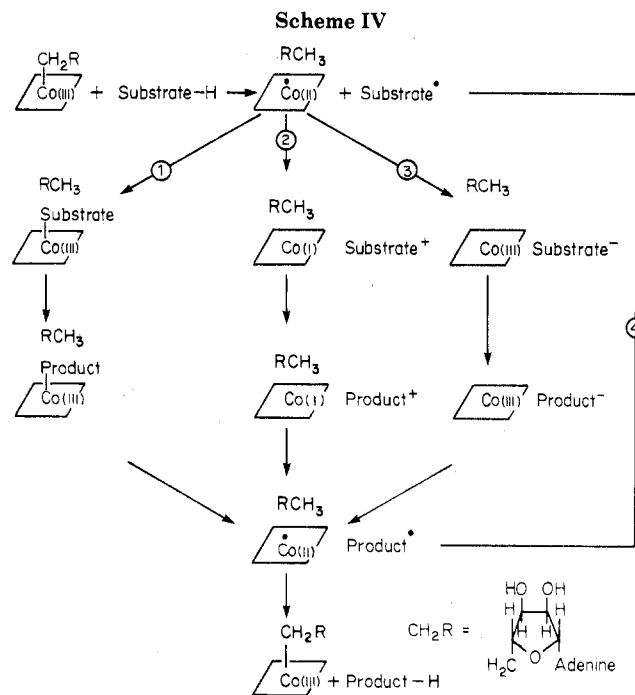 Scheme IV
CH₂R
Co(III) + Substrate–H
RCH₃
Co(II) + Substrate•
①
②
③
RCH₃
Substrate
Co(III)
RCH₃
Co(I) Substrate⁺
RCH₃
Co(III) Substrate⁻
④
RCH₃
Product
Co(III)
RCH₃
Co(I) Product⁺
Co(III) Product⁻
RCH₃
Co(II) Product•
CH₂R
Co(III) + Product–H
CH₂R =
HO OH
H H
H H
H₂C O Adenine